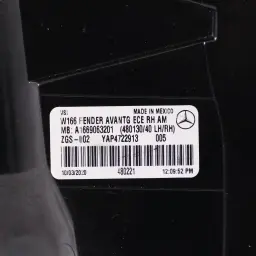 VSI MADE IN MEXICO
W166 FENDER AVANTG ECE RH AM
MB: A1669063201 (480130/40 LH/RH)
ZGS-002 YAP4722913 005
10/03/2020 480221 12:09:52 PM